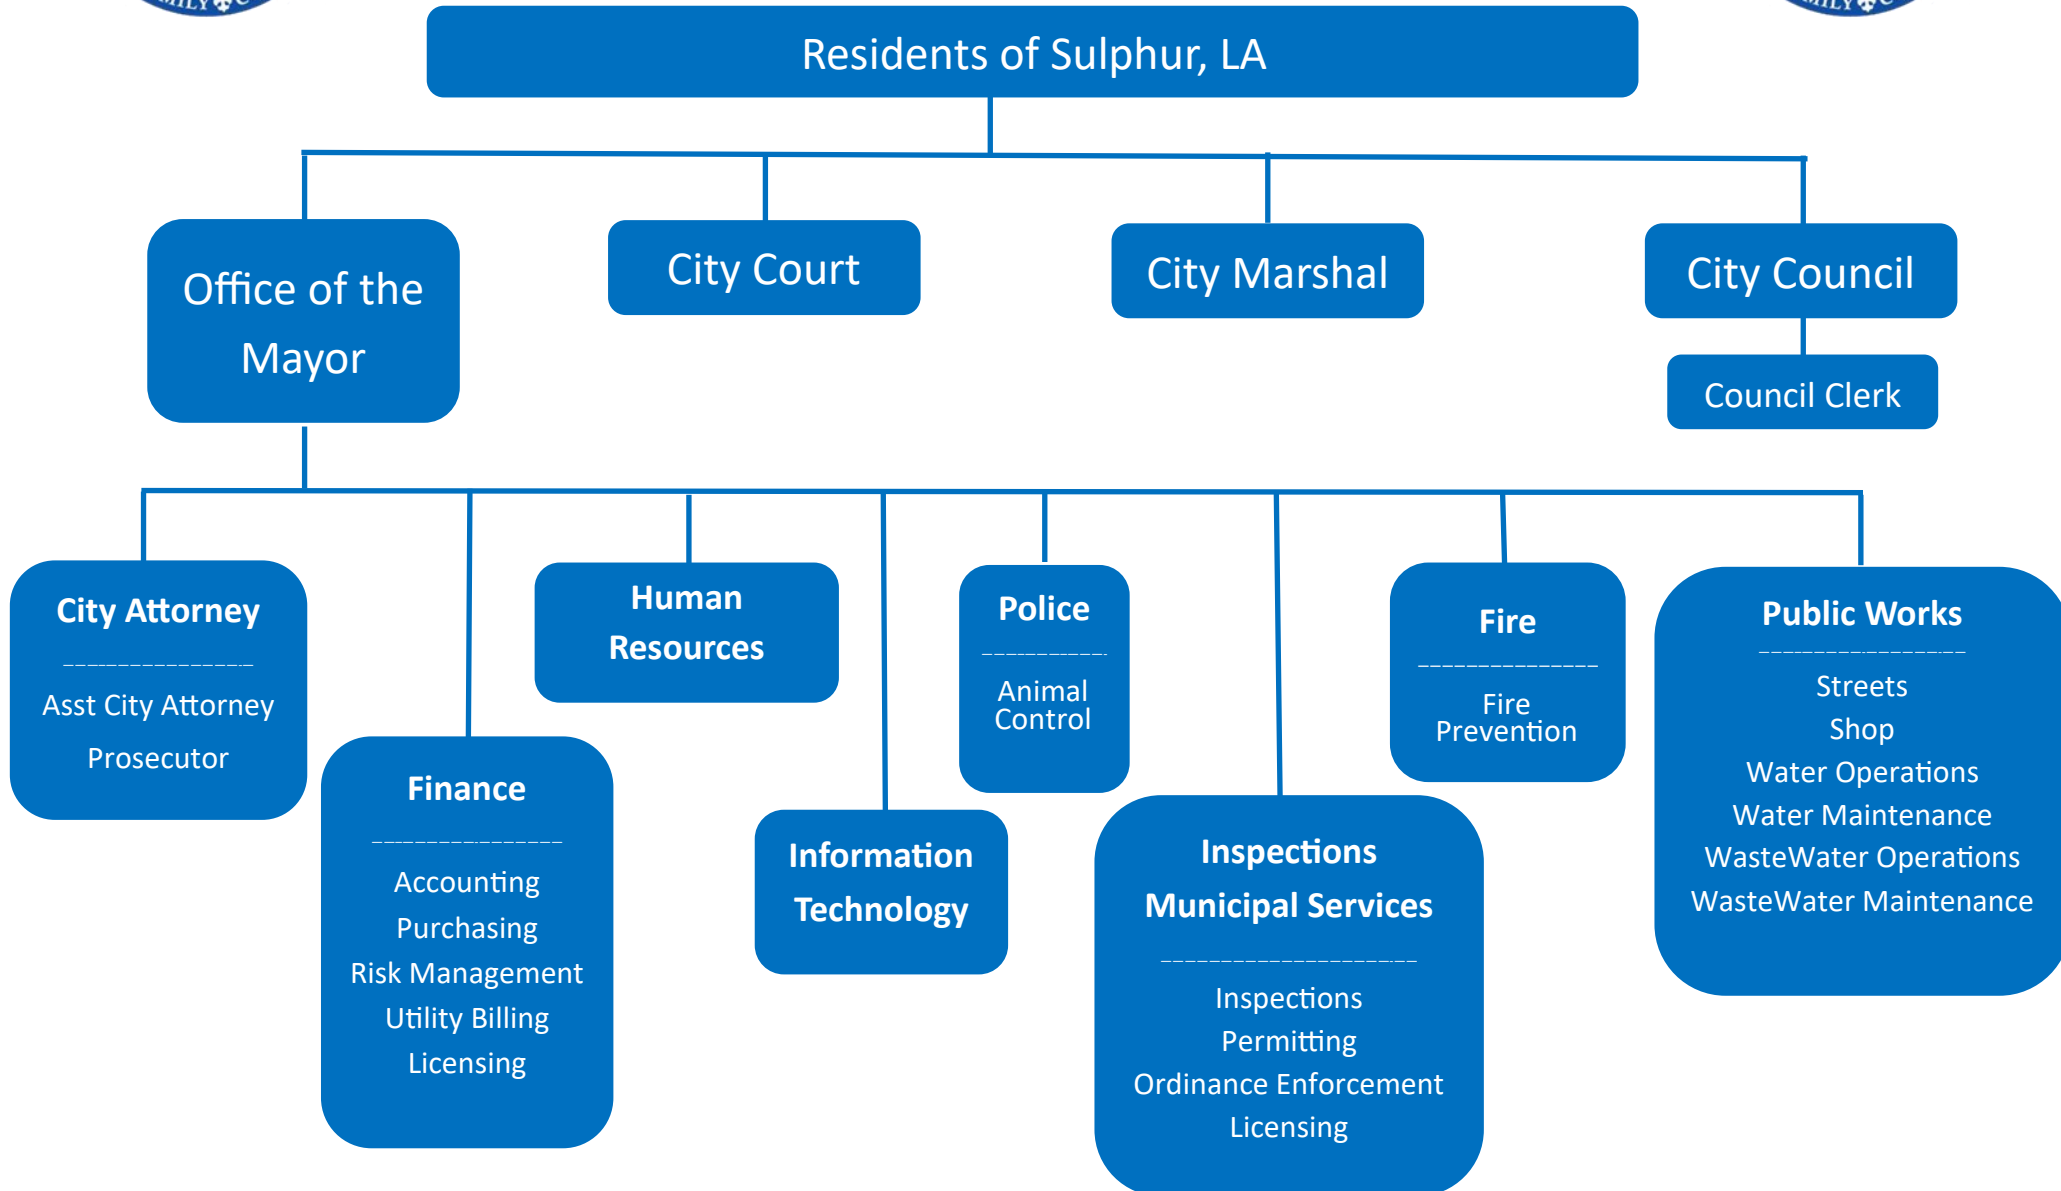 MILY C
MILY C
Residents of Sulphur, LA
Office of the
Mayor
City Court
City Marshal
City Council
Council Clerk
City Attorney
Asst City Attorney
Prosecutor
Finance
Accounting
Purchasing
Risk Management
Utility Billing
Licensing
Human
Resources
Information
Technology
Police
Animal
Control
Inspections
Municipal Services
Inspections
Permitting
Ordinance Enforcement
Licensing
Fire
Fire
Prevention
Public Works
Streets
Shop
Water Operations
Water Maintenance
WasteWater Operations
WasteWater Maintenance